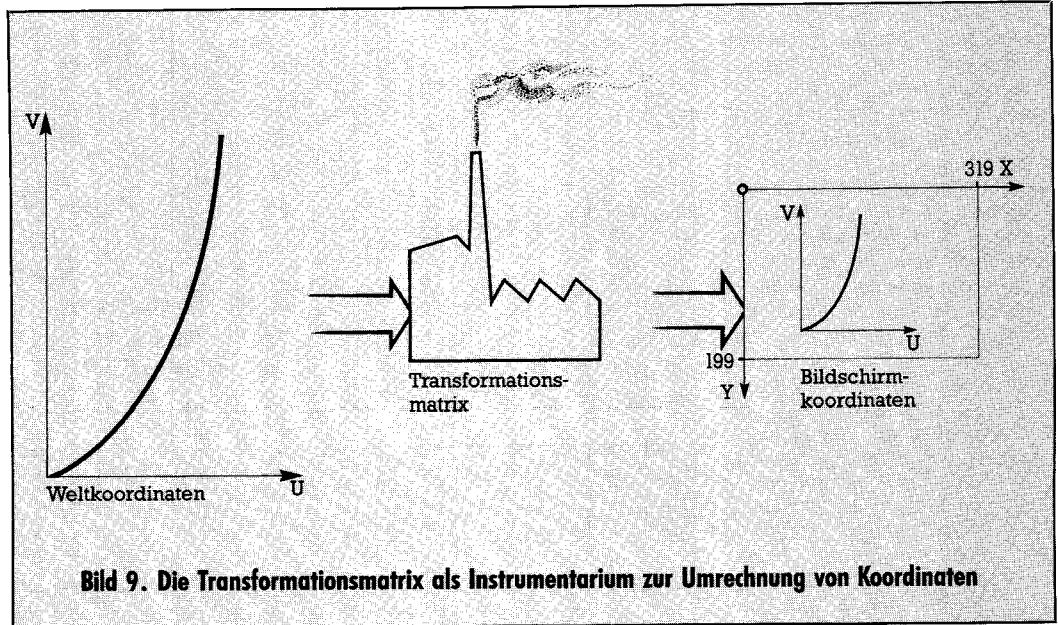 V
U
Weltkoordinaten
Transformations-
matrix
319 X
V
U
199
Y
Bildschirm-
koordinaten
Bild 9. Die Transformationsmatrix als Instrumentarium zur Umrechnung von Koordinaten